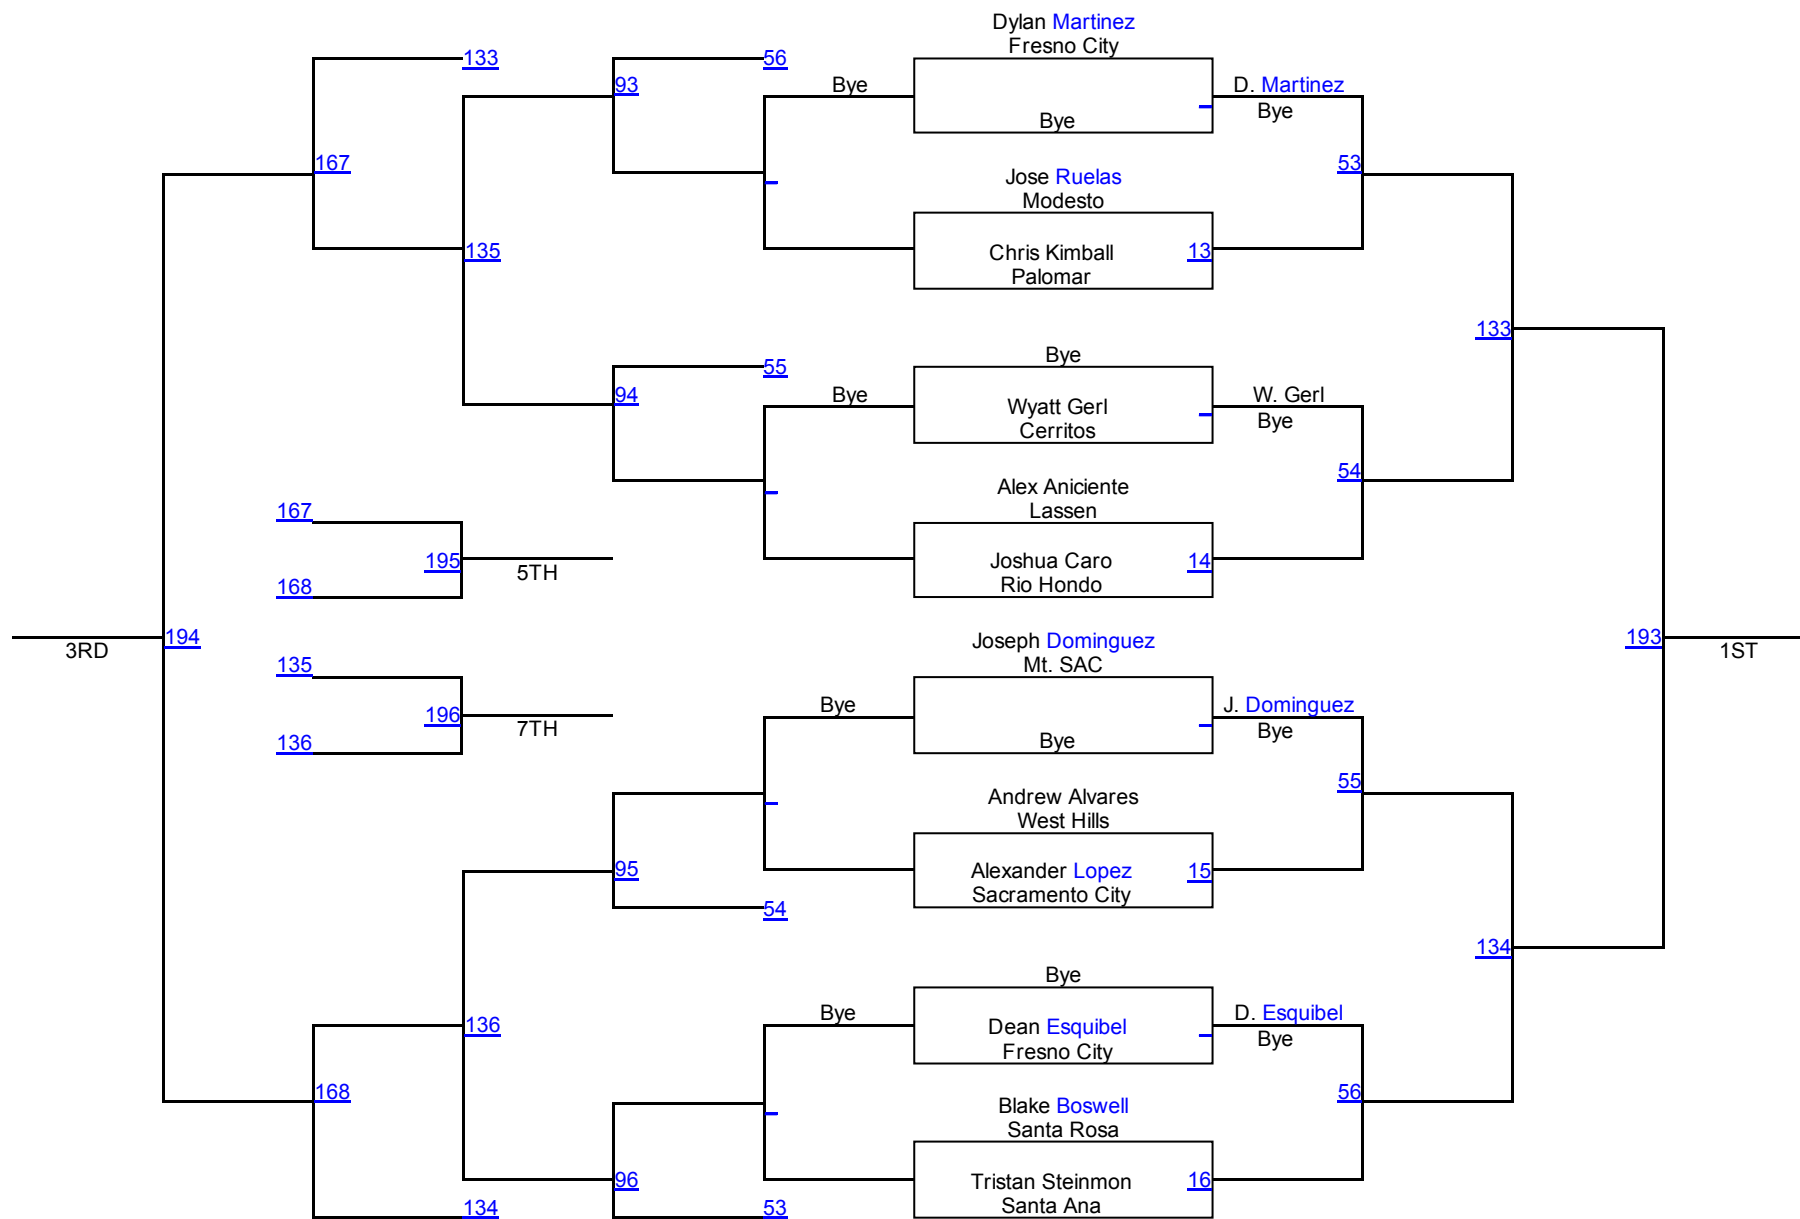 Dylan Martinez
Fresno City
133
56
93
Bye
D. Martinez
Bye
Bye
167
53
Jose Ruelas
Modesto
135
Chris Kimball
13
Palomar
133
Bye
55
94
Bye
W. Gerl
Wyatt Gerl
Bye
Cerritos
54
Alex Aniciente
Lassen
167
195
5TH
Joshua Caro
14
Rio Hondo
168
3RD
194
Joseph Dominguez
193
1ST
Mt. SAC
135
Bye
J. Dominguez
196
7TH
Bye
Bye
136
55
Andrew Alvares
West Hills
95
Alexander Lopez
15
Sacramento City
54
134
Bye
136
Bye
D. Esquibel
Dean Esquibel
Bye
Fresno City
168
56
Blake Boswell
Santa Rosa
96
Tristan Steinmon
16
Santa Ana
134
53